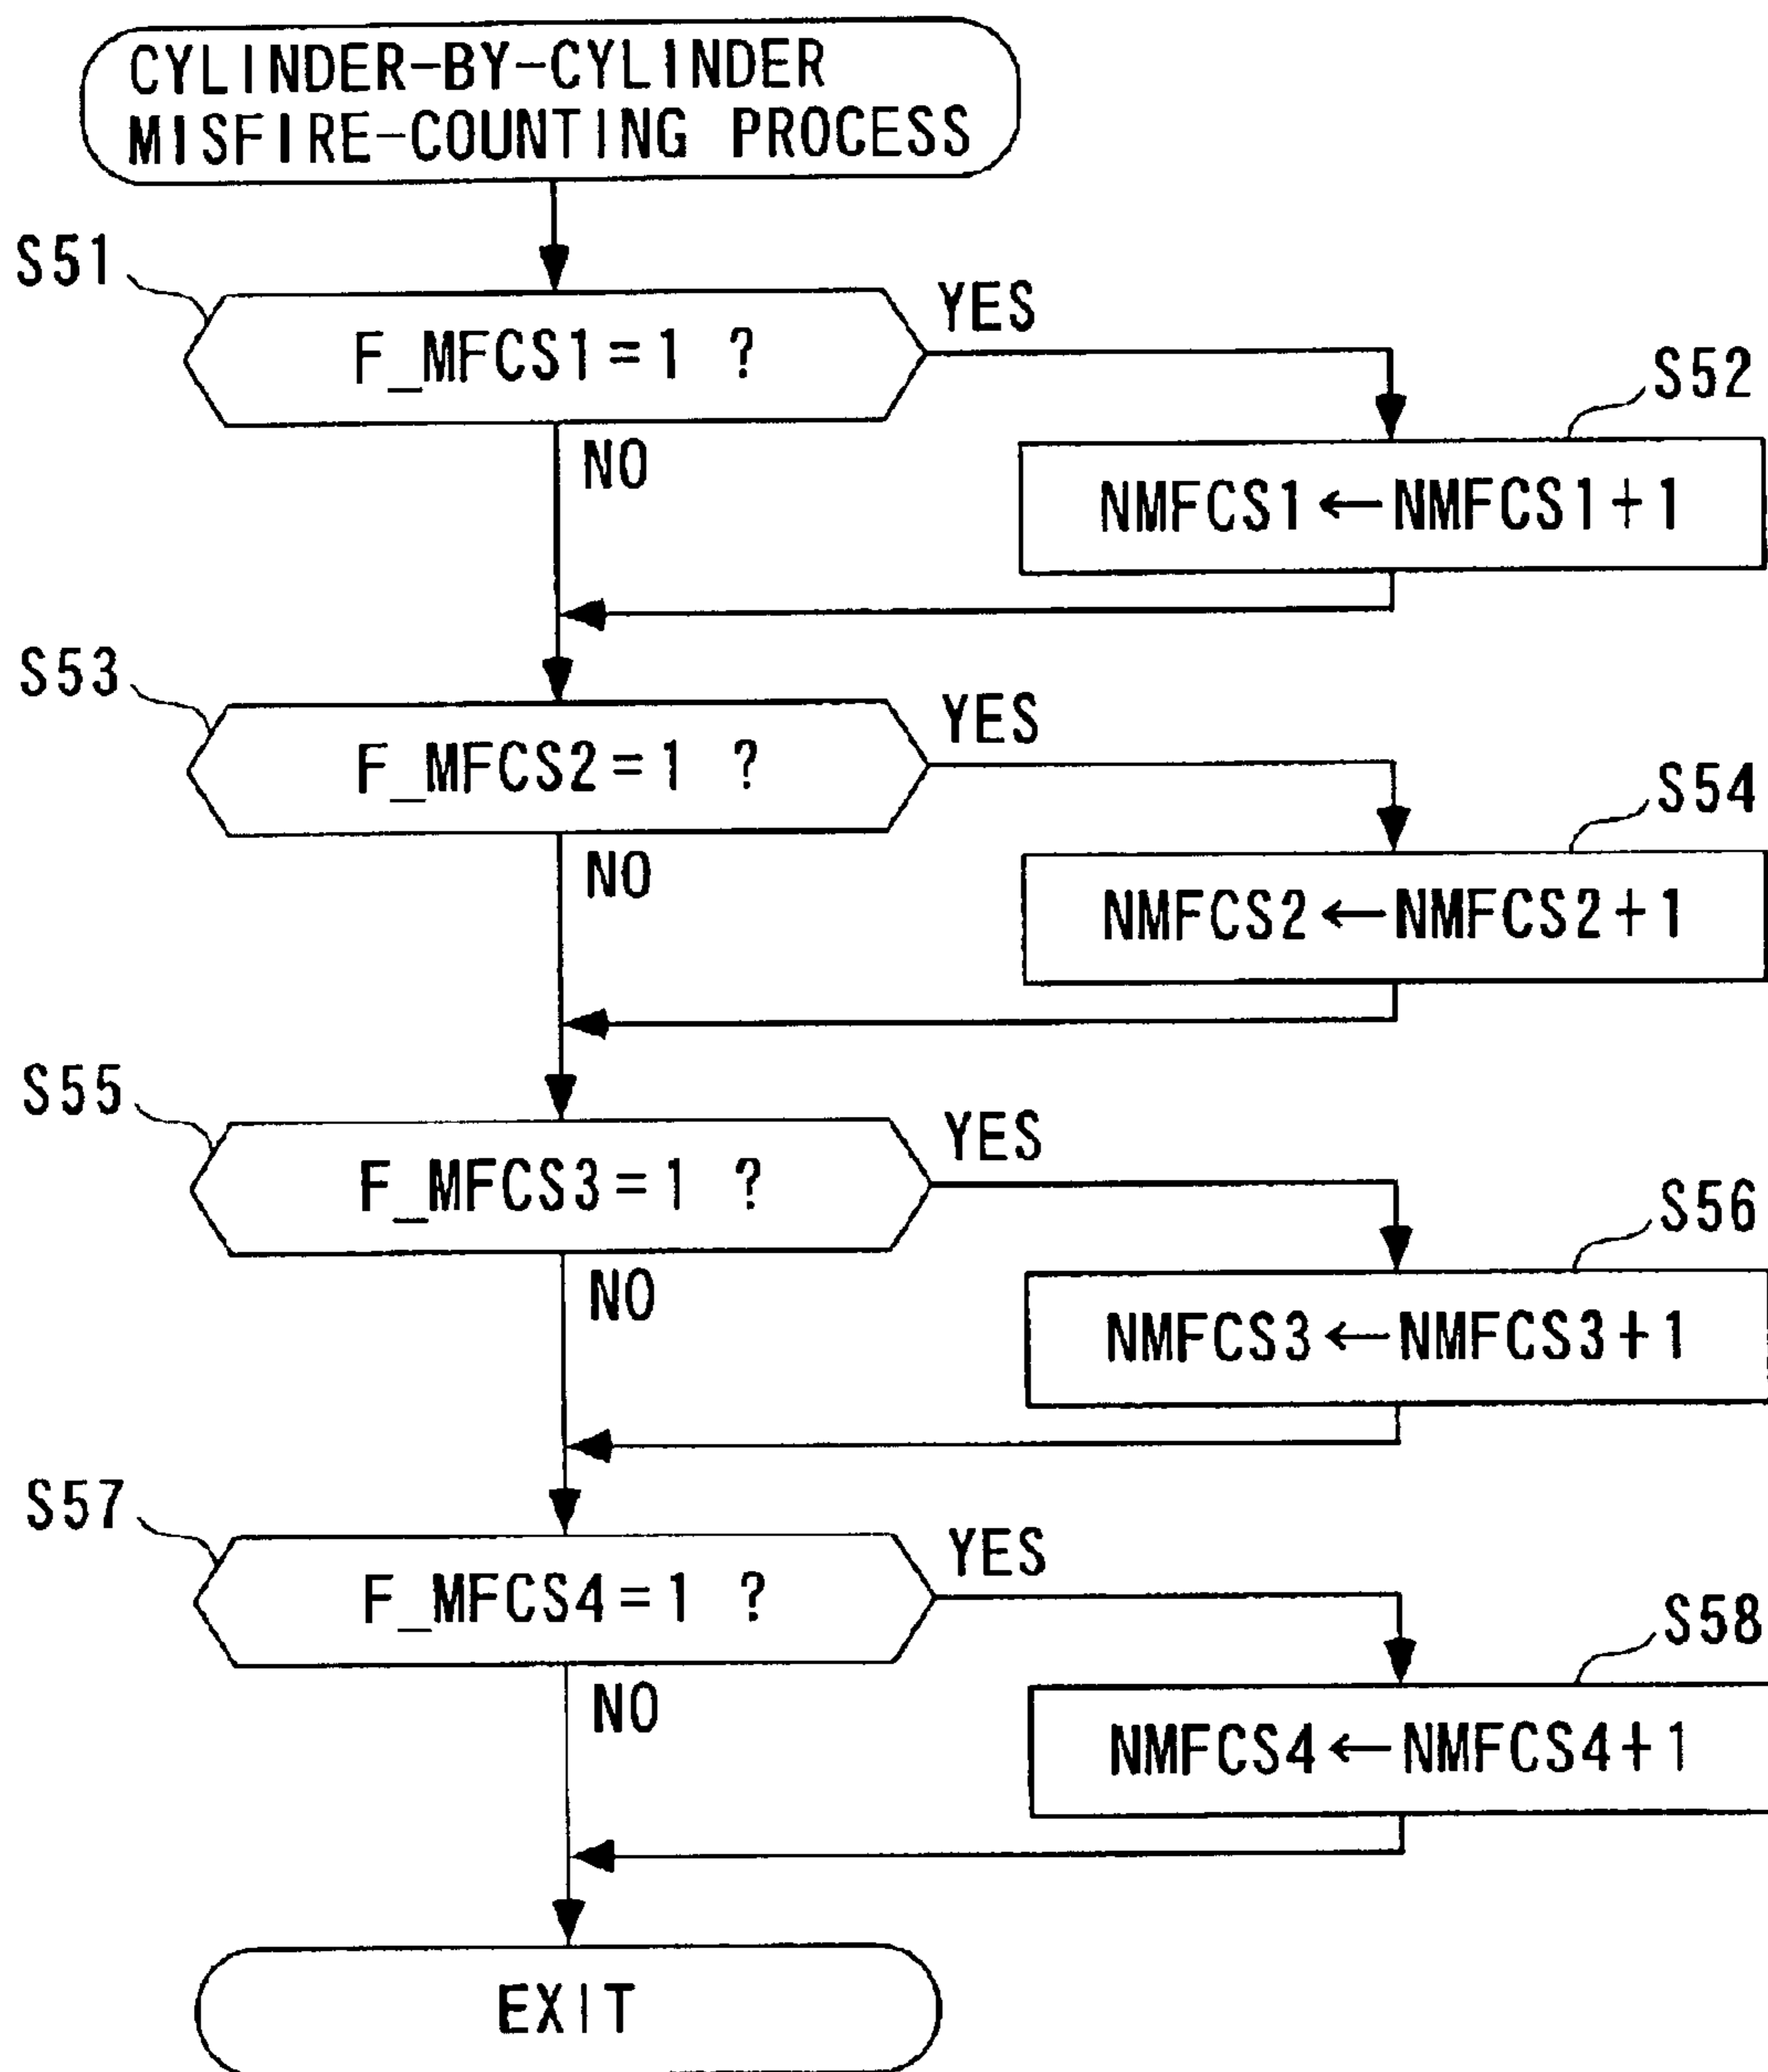 CYLINDER-BY-CYLINDER
MISFIRE-COUNTING PROCESS
S51
F_MFCS1=1 ?
YES
NO
S52
NMFCS1←NMFCS1+1
S53
F_MFCS2=1 ?
YES
NO
S54
NMFCS2←NMFCS2+1
S55
F_MFCS3=1 ?
YES
NO
S56
NMFCS3←NMFCS3+1
S57
F_MFCS4=1 ?
YES
NO
S58
NMFCS4←NMFCS4+1
EXIT